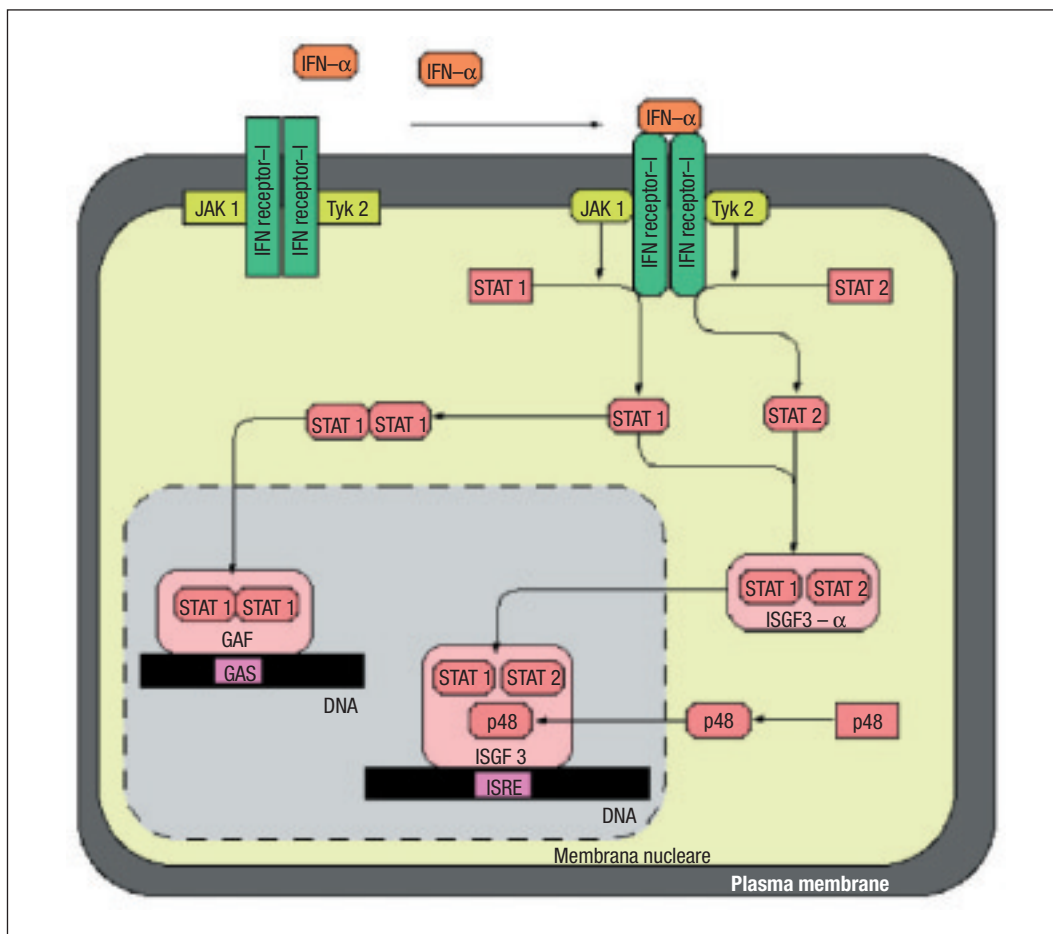 IFN–α
IFN–α
IFN–α
IFN receptor–I
IFN receptor–I
JAK 1
Tyk 2
JAK 1
IFN receptor–I
IFN receptor–I
Tyk 2
STAT 1
STAT 2
STAT 1
STAT 1
STAT 1
STAT 2
STAT 1
STAT 1
GAF
GAS
DNA
STAT 1
STAT 2
ISGF3 – α
STAT 1
STAT 2
p48
p48
p48
ISGF 3
ISRE
DNA
Membrana nucleare
Plasma membrane